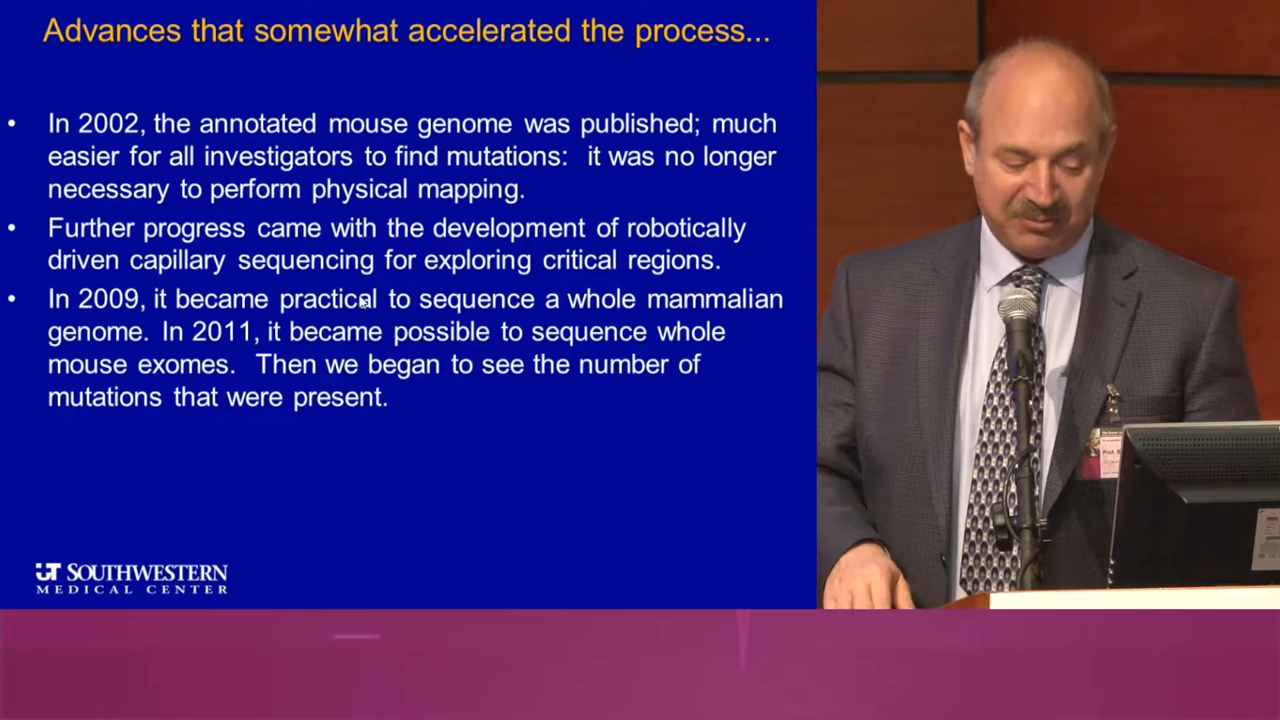 Advances that somewhat accelerated the process...
• In 2002, the annotated mouse genome was published; much
easier for all investigators to find mutations:  it was no longer
necessary to perform physical mapping.
• Further progress came with the development of robotically
driven capillary sequencing for exploring critical regions.
• In 2009, it became practical to sequence a whole mammalian
genome.  In 2011, it became possible to sequence whole
mouse exomes.  Then we began to see the number of
mutations that were present.
UT SOUTHWESTERN
MEDICAL CENTER
Prof.